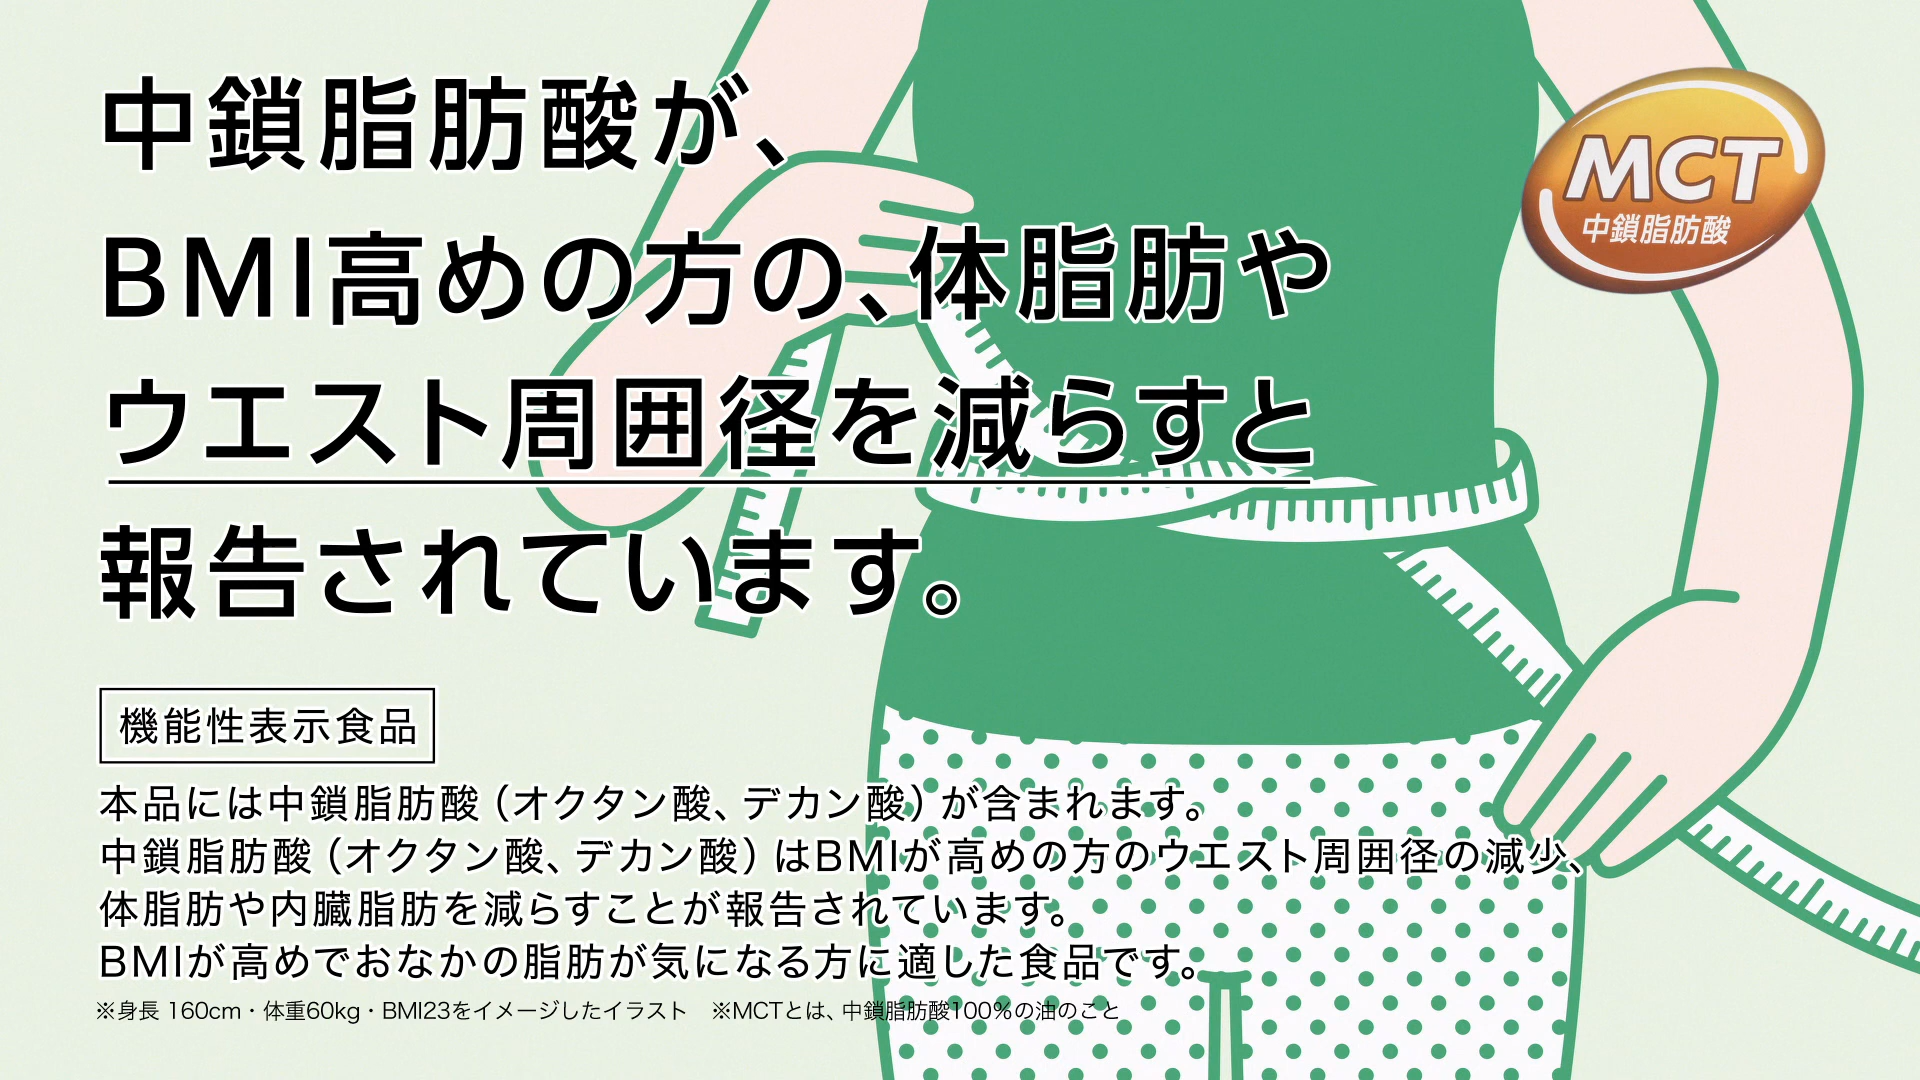 中鎖脂肪酸が、
BMI高めの方の、体脂肪や
ウエスト周囲径を減らすと
報告されています。
MCT
中鎖脂肪酸
機能性表示食品
本品には中鎖脂肪酸（オクタン酸、デカン酸）が含まれます。
中鎖脂肪酸（オクタン酸、デカン酸）はBMIが高めの方のウエスト周囲径の減少、
体脂肪や内臓脂肪を減らすことが報告されています。
BMIが高めでおなかの脂肪が気になる方に適した食品です。
※身長 160cm・体重60kg・BMI23をイメージしたイラスト　※MCTとは、中鎖脂肪酸100%の油のこと